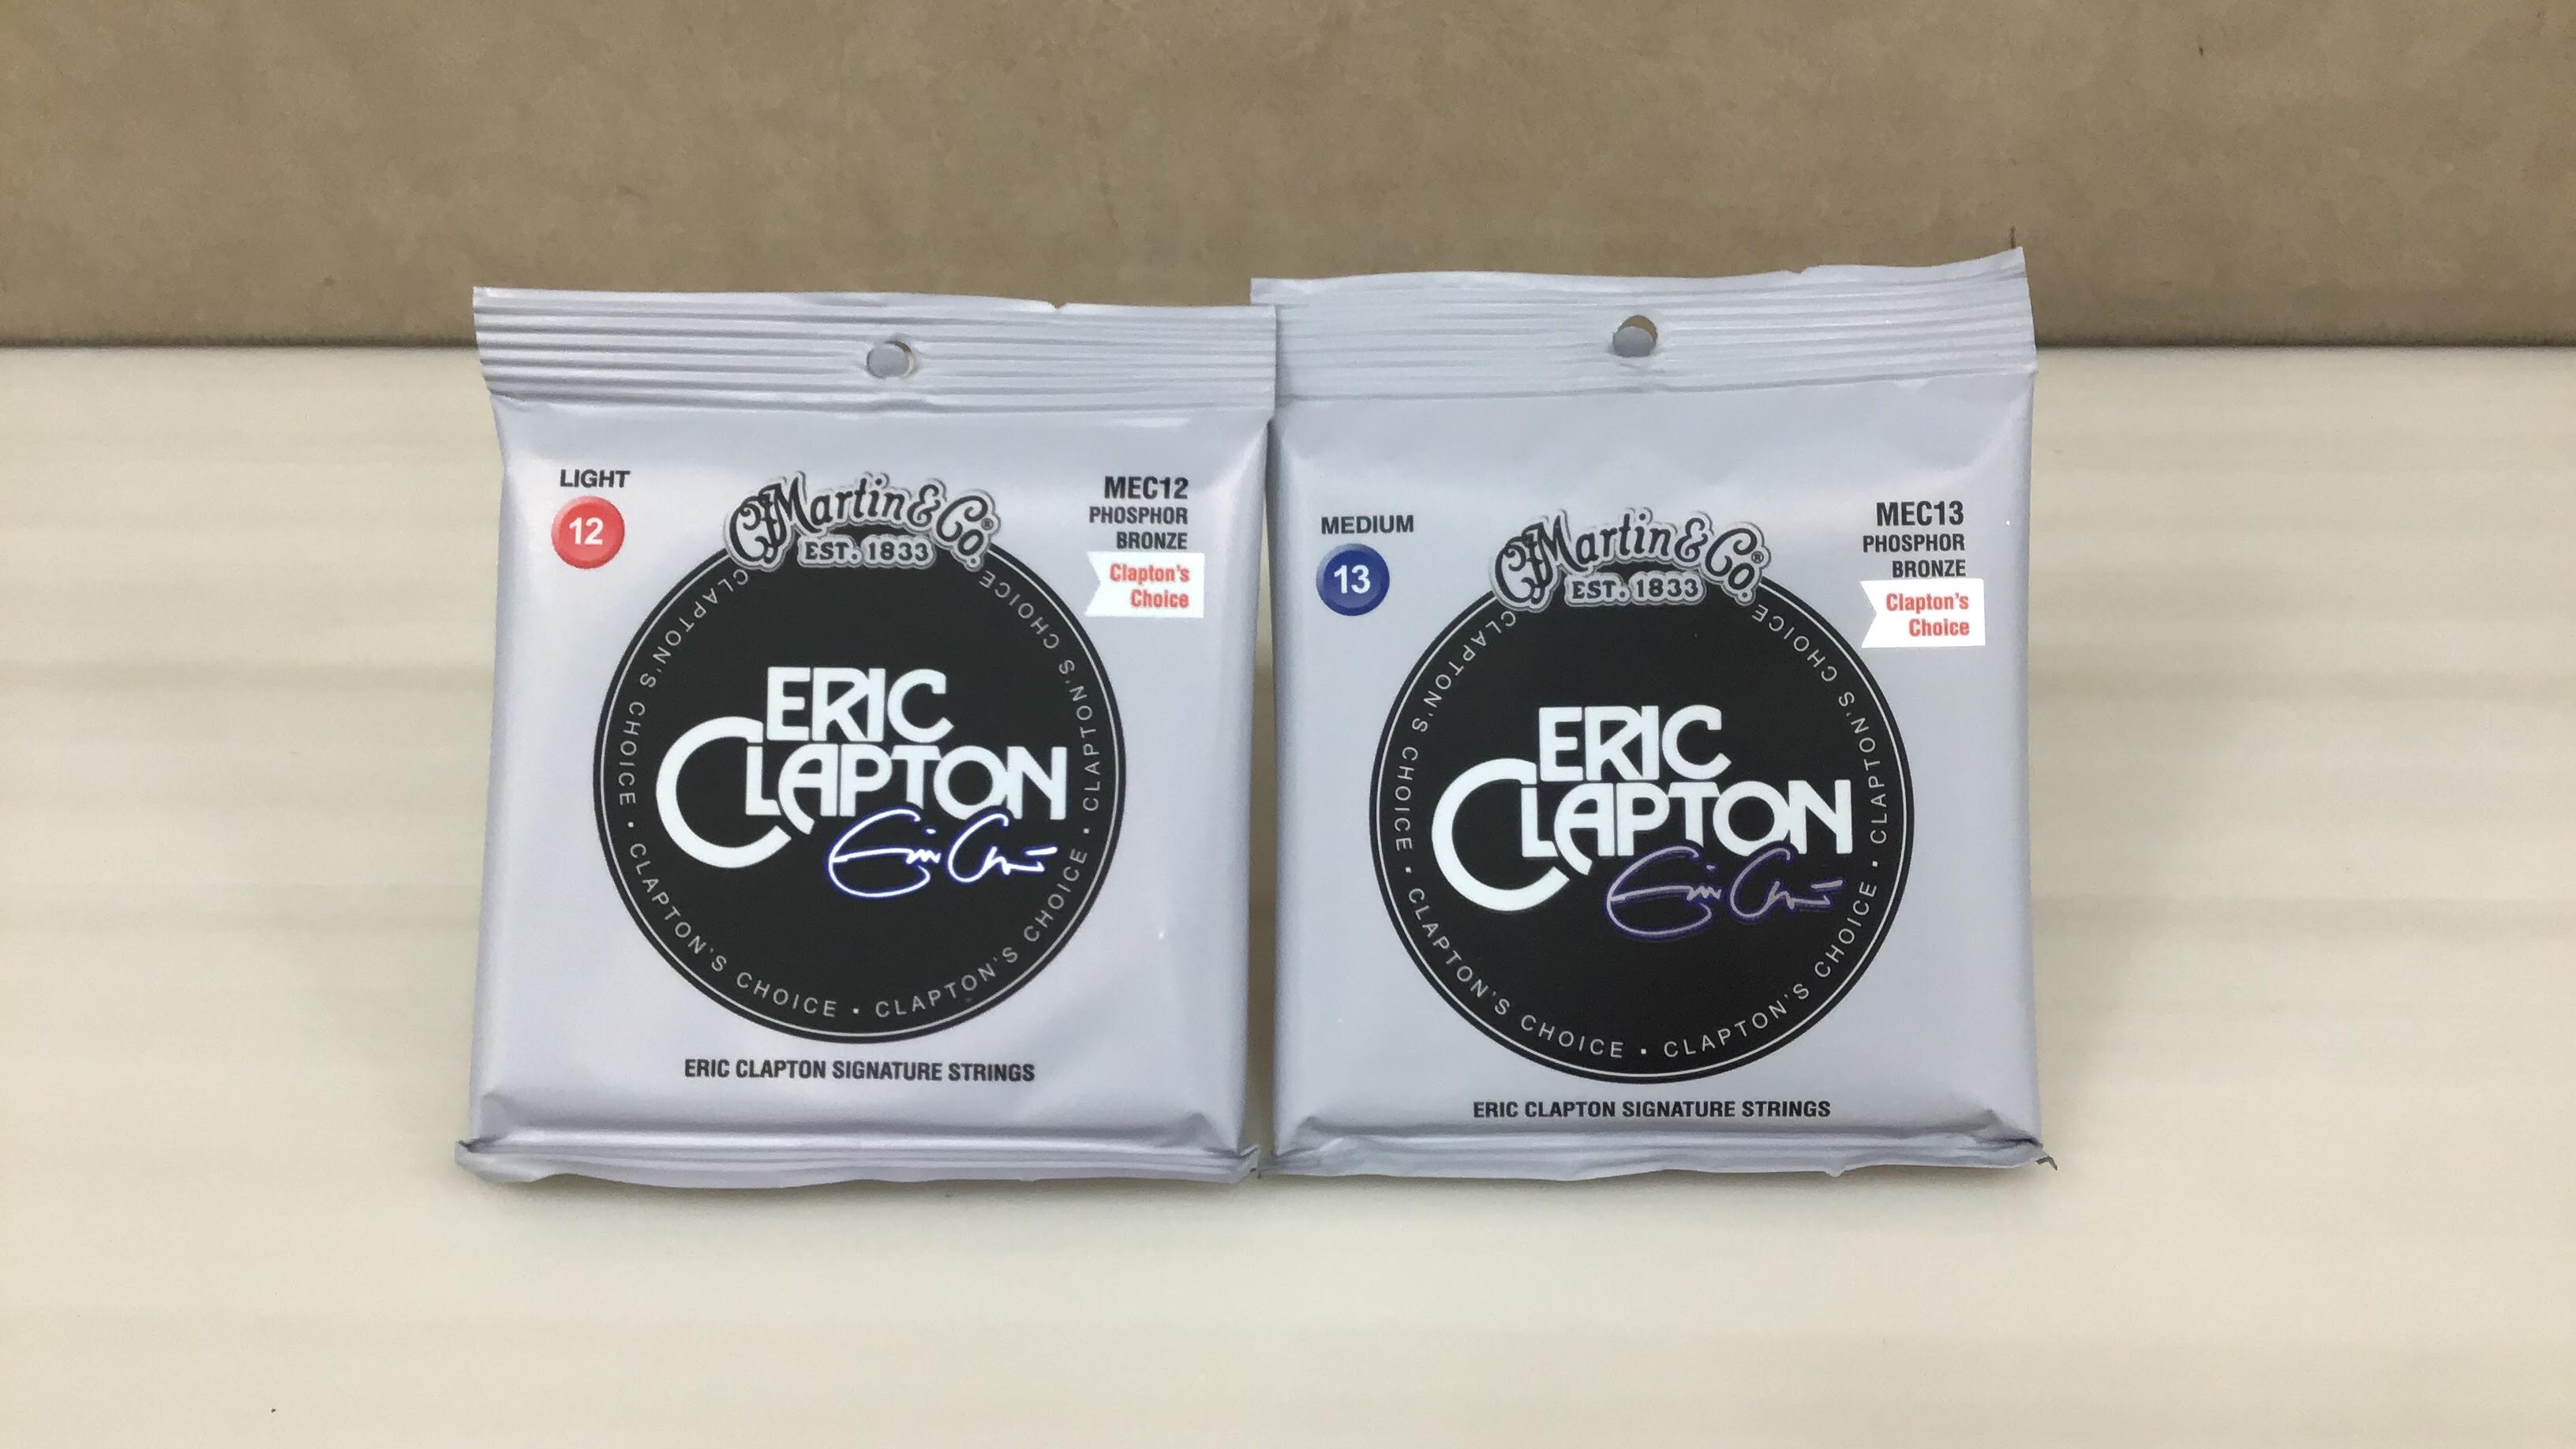 LIGHT
12
C.F. Martin & Co.®
EST. 1833
MEC12
PHOSPHOR
BRONZE
Clapton's
Choice
ERIC
CLAPTON
CLAPTON'S CHOICE • CLAPTON'S CHOICE • CLAPTON'S CHOICE • CLAPTON'S CHOICE
ERIC CLAPTON SIGNATURE STRINGS
MEDIUM
13
C.F. Martin & Co.®
EST. 1833
MEC13
PHOSPHOR
BRONZE
Clapton's
Choice
ERIC
CLAPTON
CLAPTON'S CHOICE • CLAPTON'S CHOICE • CLAPTON'S CHOICE • CLAPTON'S CHOICE
ERIC CLAPTON SIGNATURE STRINGS